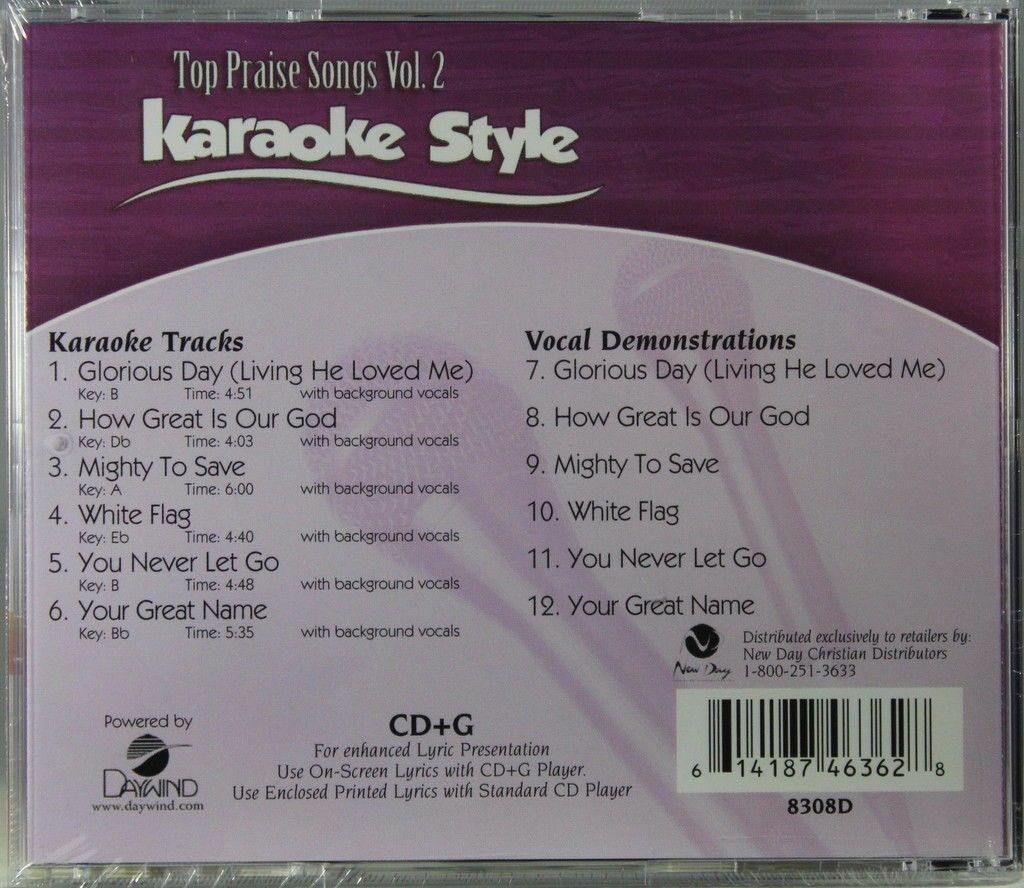 Top Praise Songs Vol. 2
Karaoke Style
Karaoke Tracks
1. Glorious Day (Living He Loved Me)
Key: B Time: 4:51 with background vocals
2. How Great Is Our God
Key: Db Time: 4:03 with background vocals
3. Mighty To Save
Key: A Time: 6:00 with background vocals
4. White Flag
Key: Eb Time: 4:40 with background vocals
5. You Never Let Go
Key: B Time: 4:48 with background vocals
6. Your Great Name
Key: Bb Time: 5:35 with background vocals
Vocal Demonstrations
7. Glorious Day (Living He Loved Me)
8. How Great Is Our God
9. Mighty To Save
10. White Flag
11. You Never Let Go
12. Your Great Name
New Day
Distributed exclusively to retailers by:
New Day Christian Distributors
1-800-251-3633
Powered by
DAYWIND
www.daywind.com
CD+G
For enhanced Lyric Presentation
Use On-Screen Lyrics with CD+G Player.
Use Enclosed Printed Lyrics with Standard CD Player
6 14187 46362 8
8308D